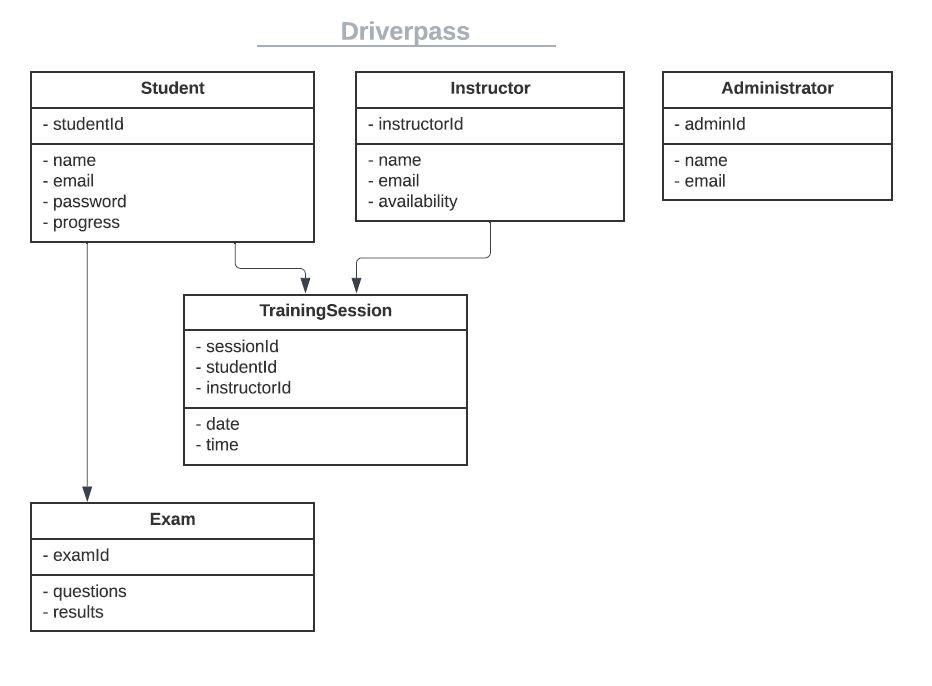 Driverpass
Student
- studentId
- name
- email
- password
- progress
Instructor
- instructorId
- name
- email
- availability
Administrator
- adminId
- name
- email
TrainingSession
- sessionId
- studentId
- instructorId
- date
- time
Exam
- examId
- questions
- results